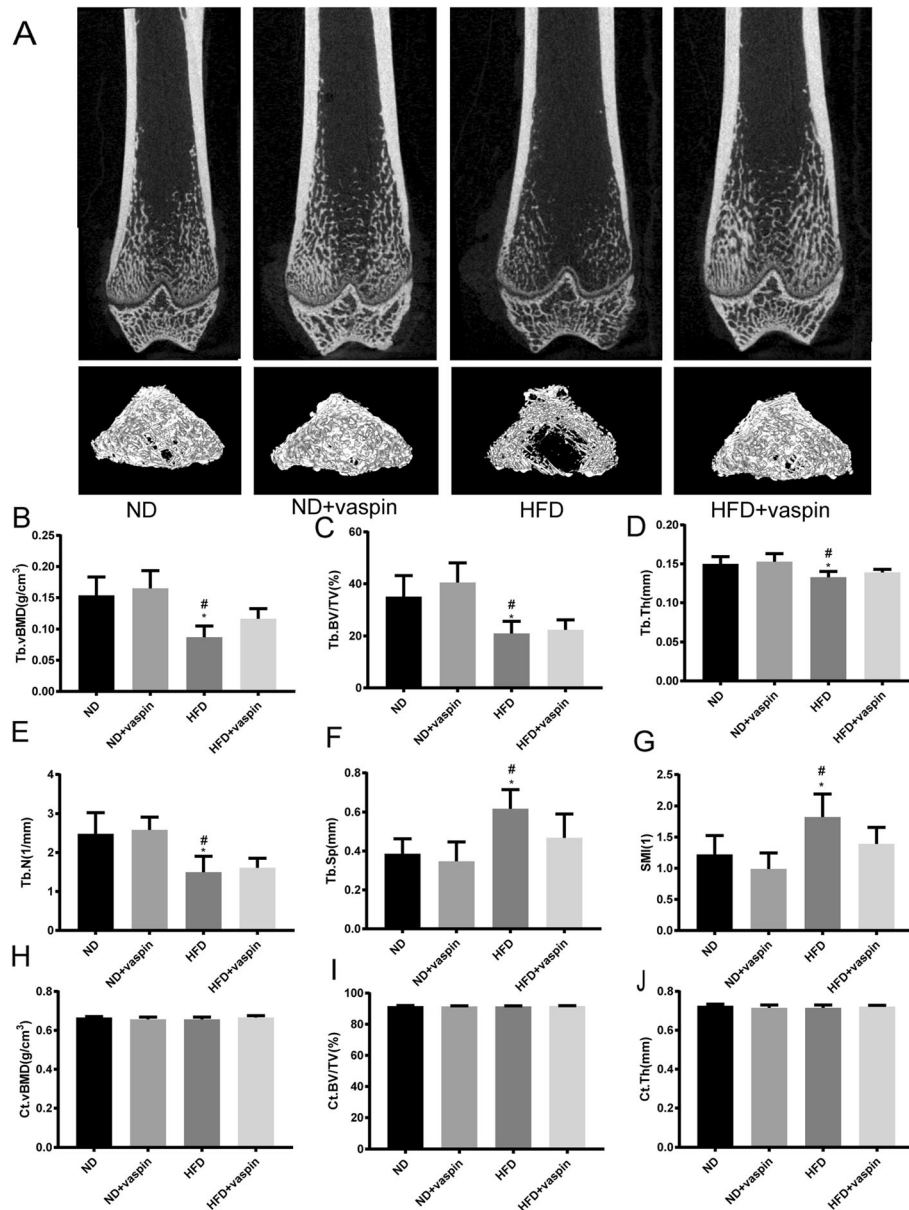 A
ND
ND+vaspin
HFD
HFD+vaspin
B
Tb.vBMD(g/cm³)
0.20
0.15
0.10
0.05
0.00
#
*
ND
ND+vaspin
HFD
HFD+vaspin
C
Tb.BV/TV(%)
60
40
20
0
#
*
ND
ND+vaspin
HFD
HFD+vaspin
D
Tb.Th(mm)
0.20
0.15
0.10
0.05
0.00
#
*
ND
ND+vaspin
HFD
HFD+vaspin
E
Tb.N(1/mm)
4
3
2
1
0
#
*
ND
ND+vaspin
HFD
HFD+vaspin
F
Tb.Sp(mm)
0.8
0.6
0.4
0.2
0.0
#
*
ND
ND+vaspin
HFD
HFD+vaspin
G
SMI(1)
2.5
2.0
1.5
1.0
0.5
0.0
#
*
ND
ND+vaspin
HFD
HFD+vaspin
H
Ct.vBMD(g/cm³)
0.8
0.6
0.4
0.2
0.0
ND
ND+vaspin
HFD
HFD+vaspin
I
Ct.BV/TV(%)
100
80
60
40
20
0
ND
ND+vaspin
HFD
HFD+vaspin
J
Ct.Th(mm)
0.8
0.6
0.4
0.2
0.0
ND
ND+vaspin
HFD
HFD+vaspin